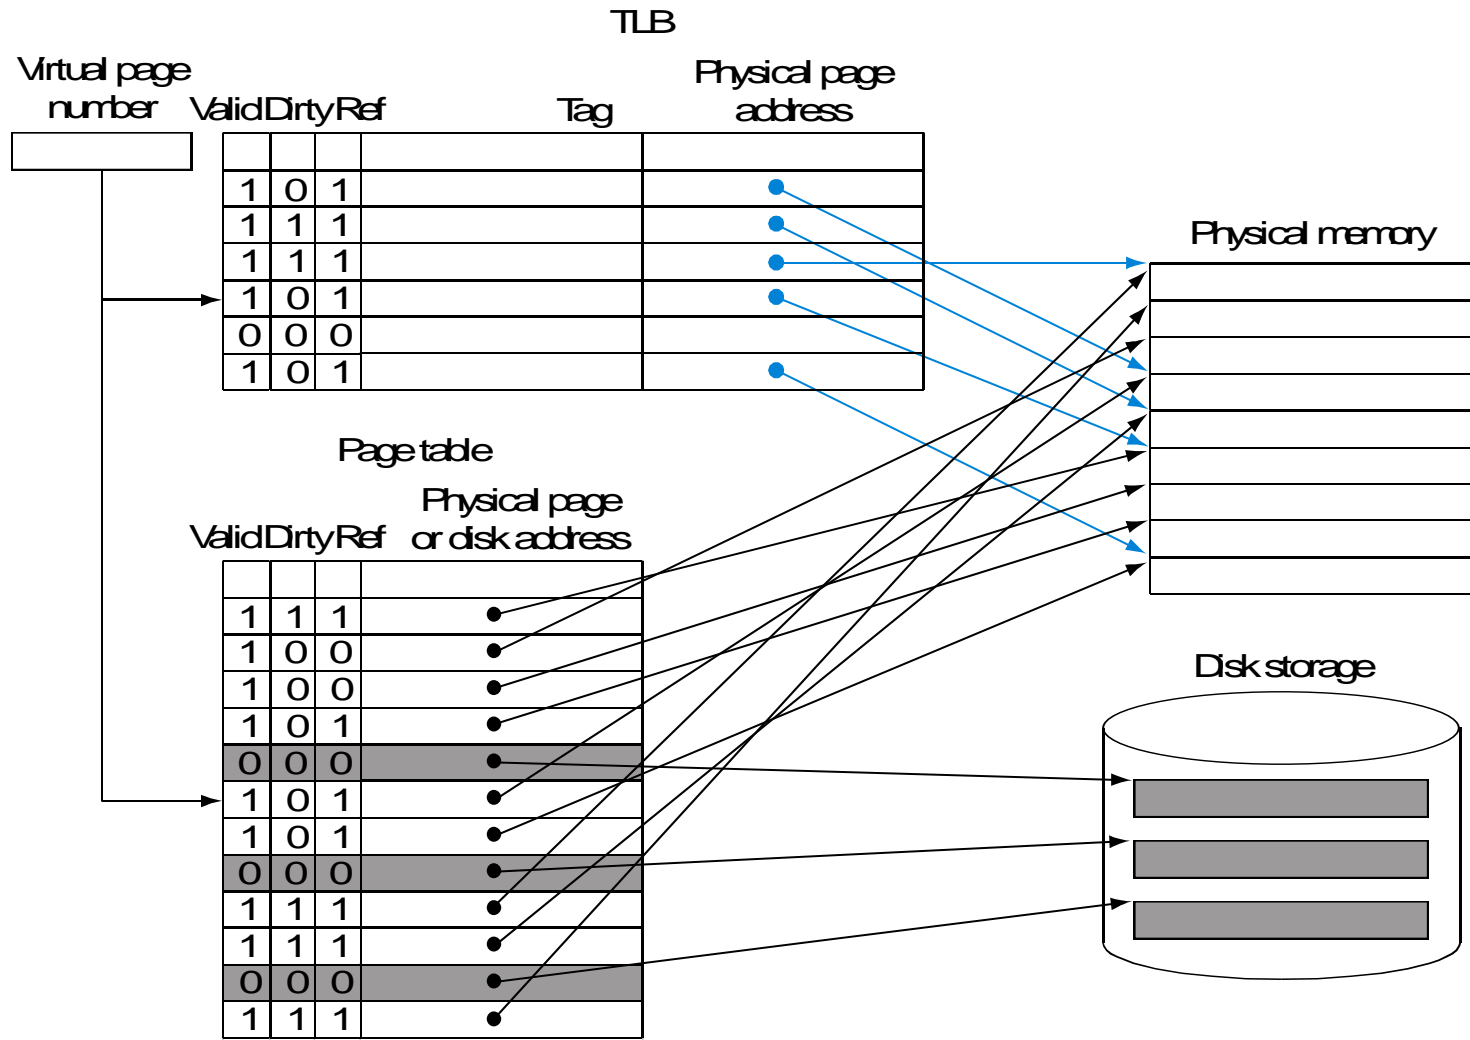 TLB
Virtual page
number
Valid Dirty Ref
Tag
Physical page
address
1 0 1
1 1 1
1 1 1
1 0 1
0 0 0
1 0 1
Physical memory
Page table
Valid Dirty Ref
Physical page
or disk address
1 1 1
1 0 0
1 0 0
1 0 1
0 0 0
1 0 1
1 0 1
0 0 0
1 1 1
1 1 1
0 0 0
1 1 1
Disk storage